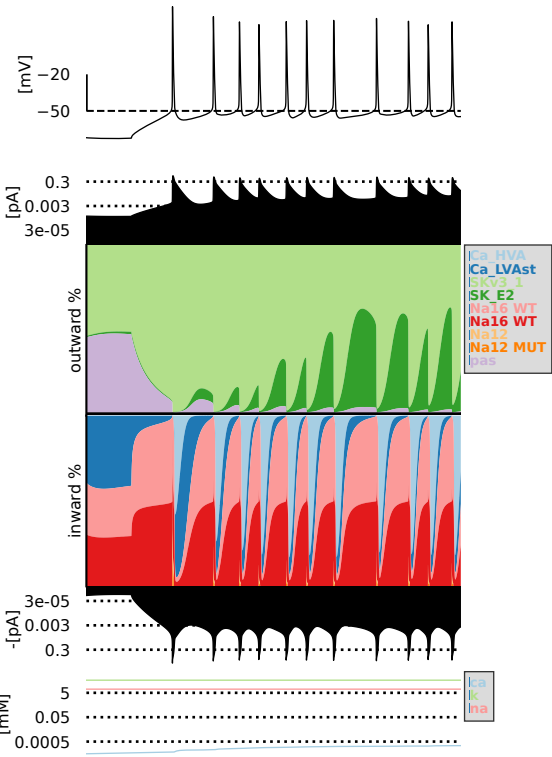 [mV]
−20
−50
[pA]
0.3
0.003
3e-05
outward %
Ca_HVA
Ca_LVAst
SKv3_1
SK_E2
Na16 WT
Na16 WT
Na12
Na12 MUT
pas
inward %
-[pA]
3e-05
0.003
0.3
[mM]
5
0.05
0.0005
ca
k
na